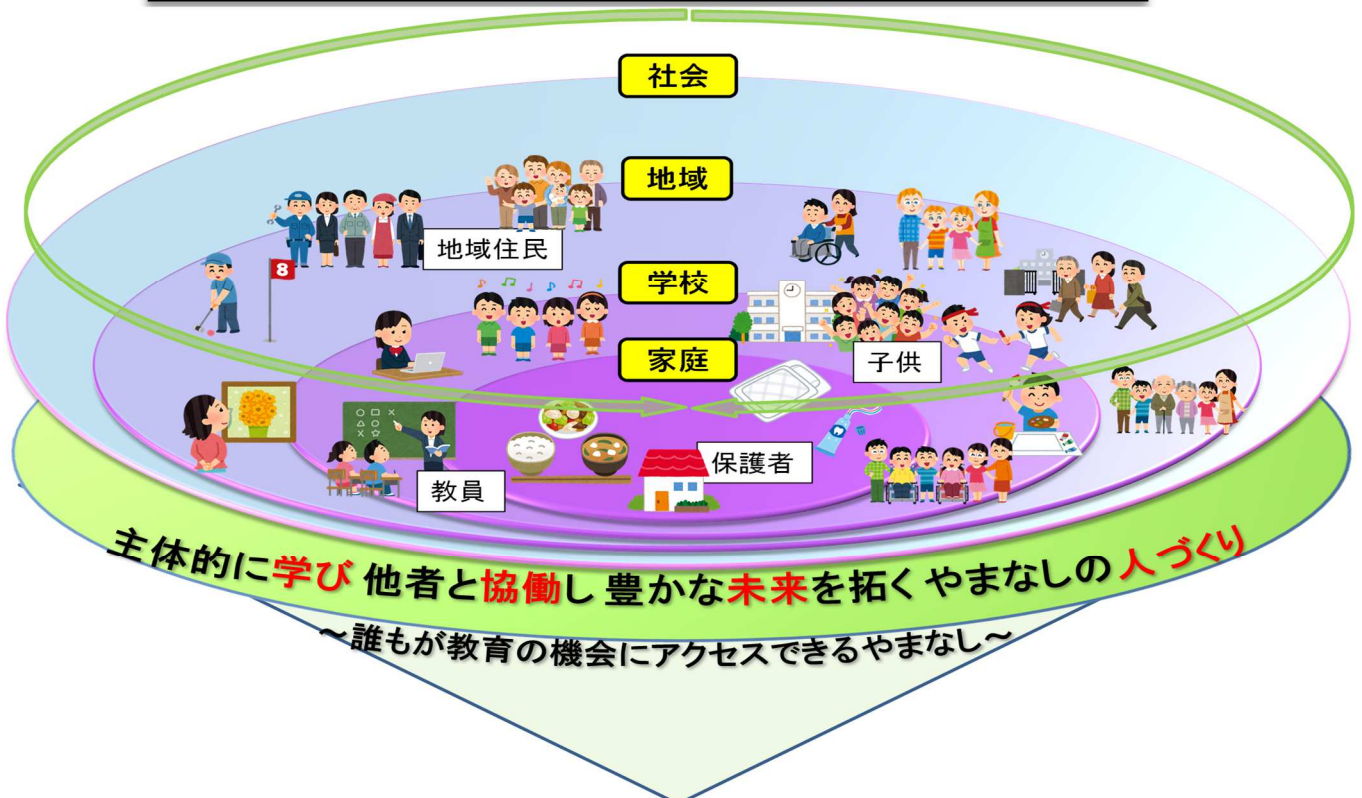 社会
地域
地域住民
8
学校
家庭
子供
保護者
教員
主体的に学び 他者と協働し 豊かな未来を拓く やまなしの人づくり
~誰もが教育の機会にアクセスできるやまなし~